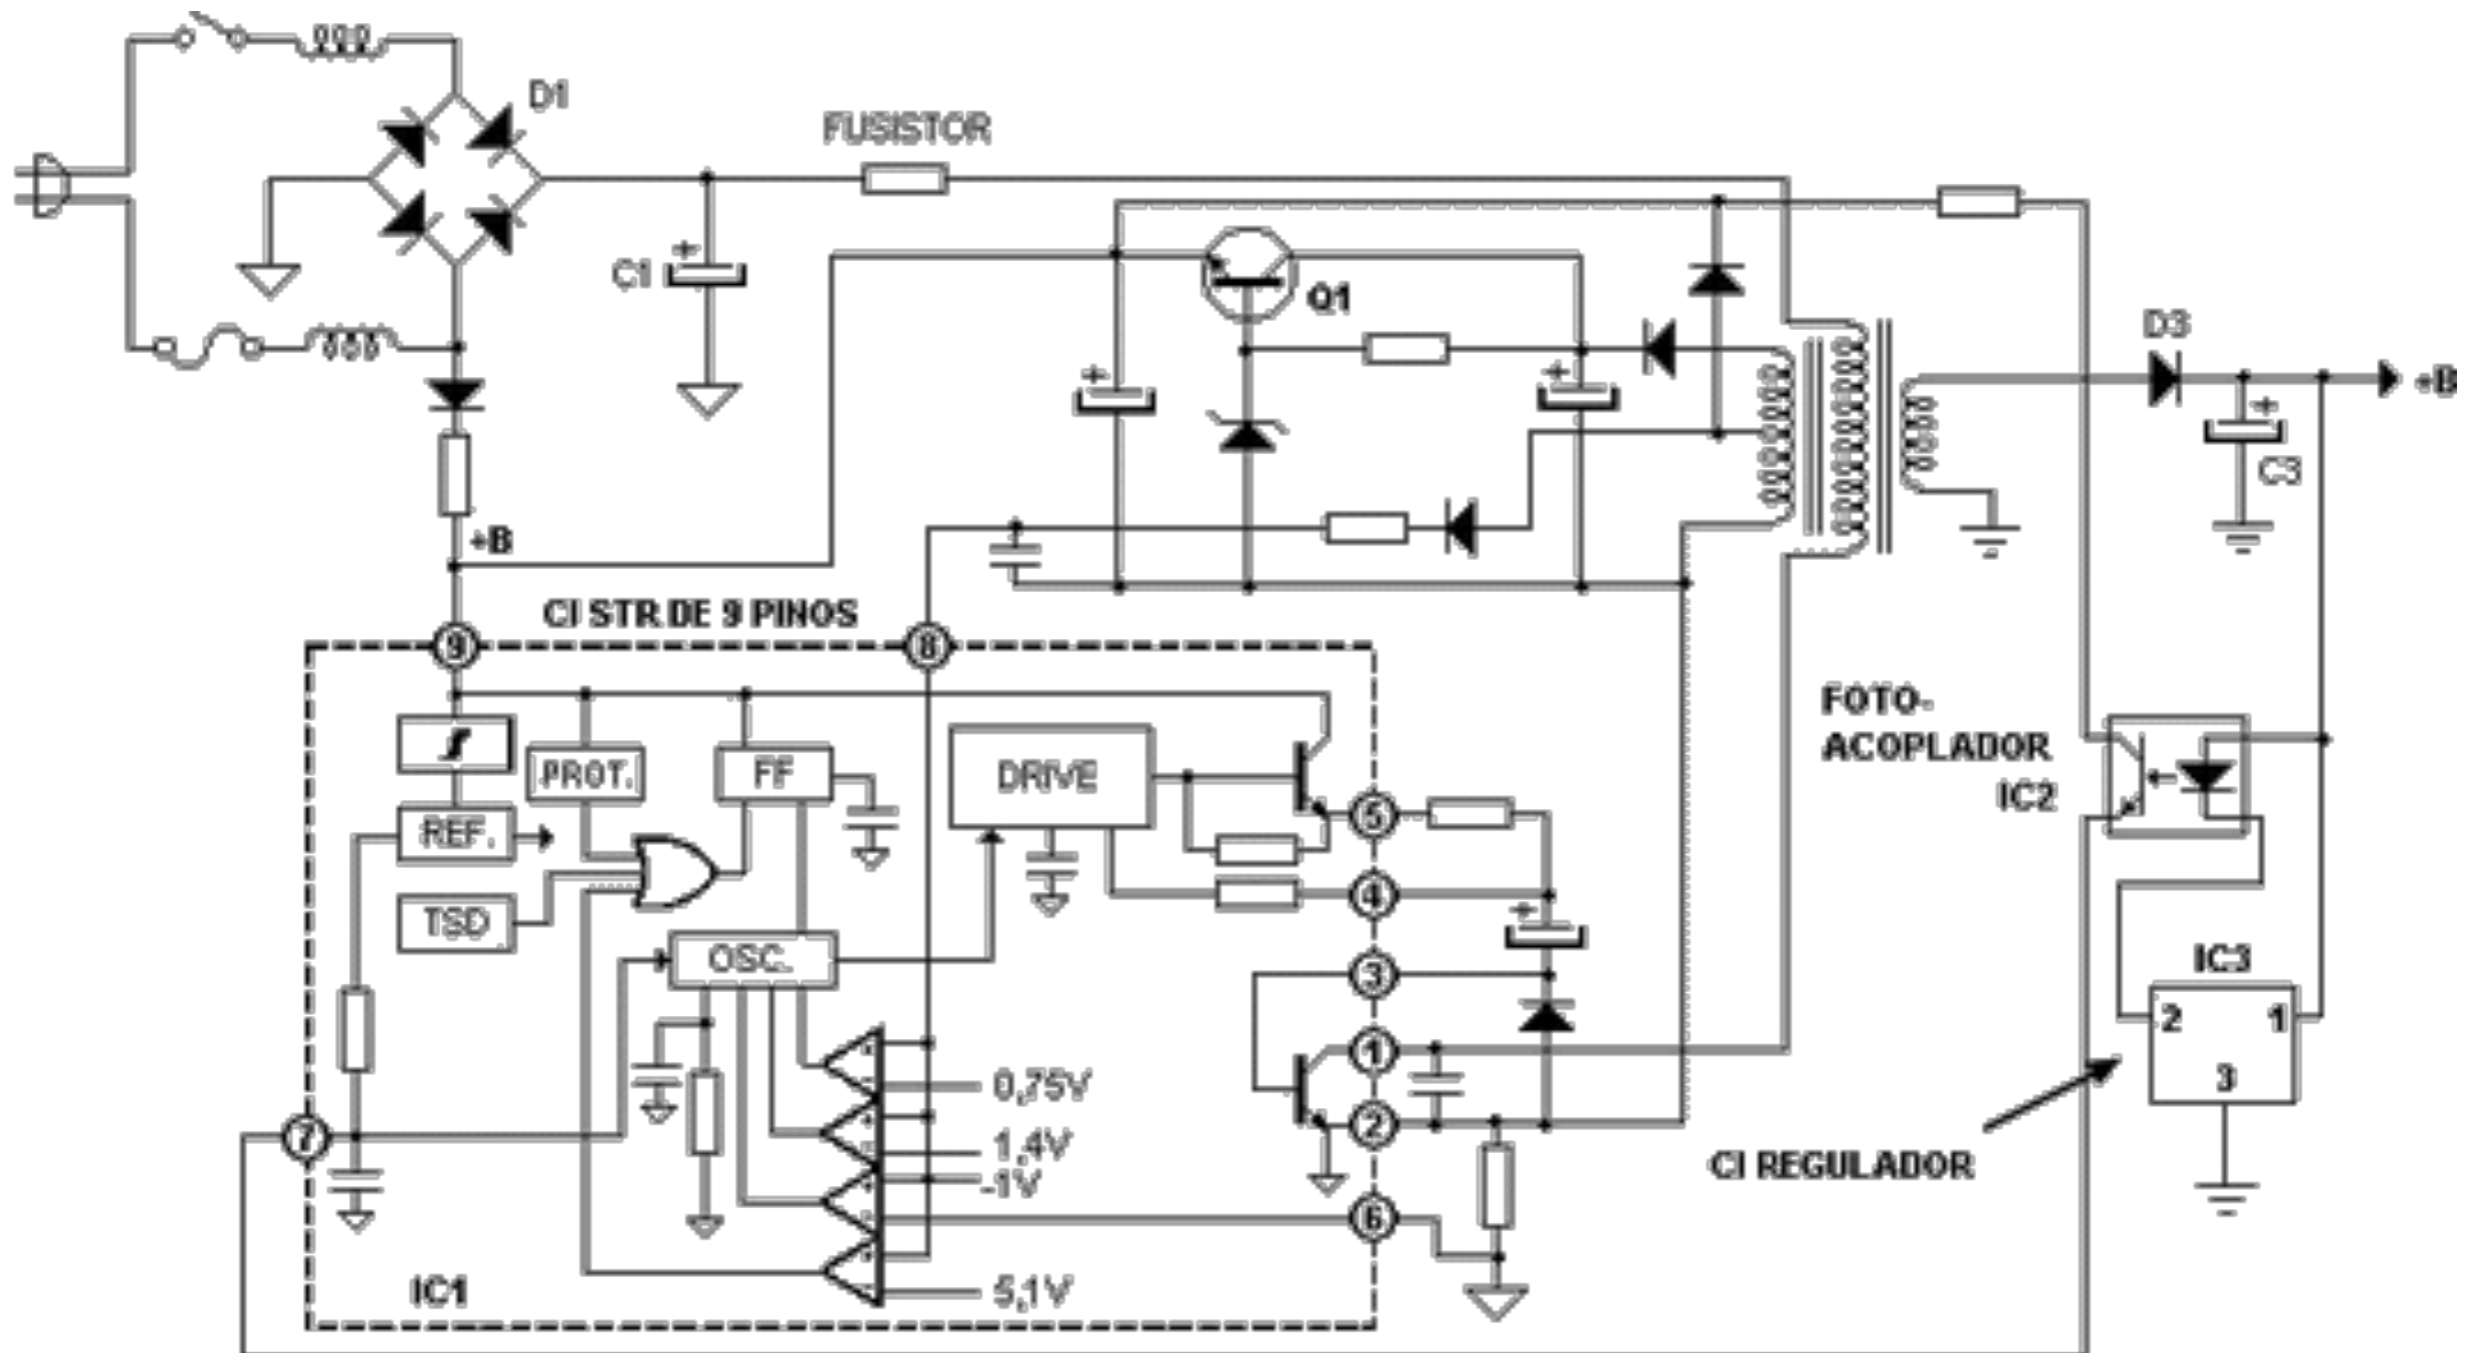 D1
FUSISTOR
C1
Q1
D3
+B
C3
+B
CI STR DE 9 PINOS
9
8
PROT.
FF
DRIVE
REF.
TSD
OSC.
5
4
3
1
2
6
7
0,75V
1,4V
-1V
5,1V
IC1
FOTO-
ACOPLADOR
IC2
IC3
2
1
3
CI REGULADOR